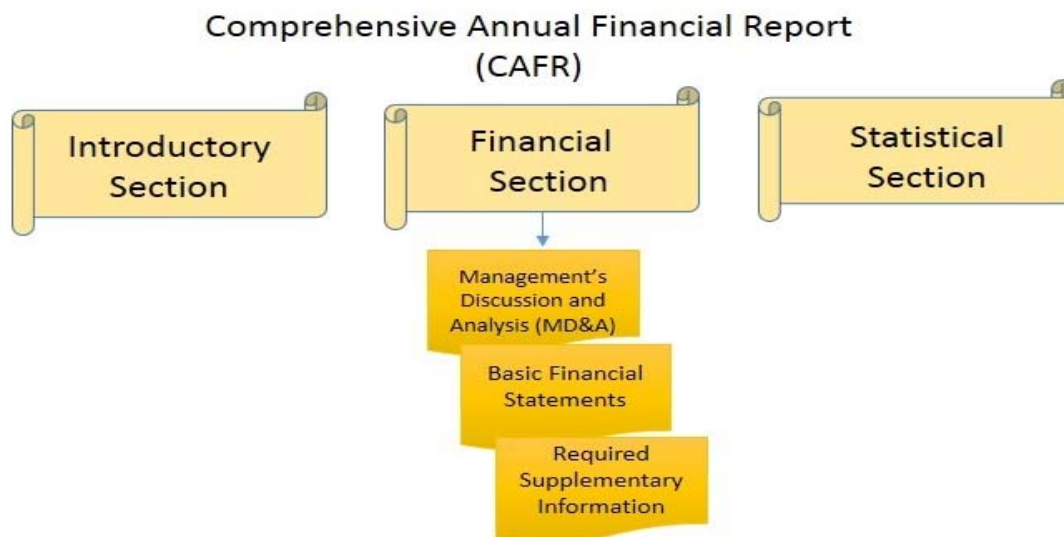 Comprehensive Annual Financial Report
(CAFR)
Introductory
Section
Financial
Section
Statistical
Section
Management’s
Discussion and
Analysis (MD&A)
Basic Financial
Statements
Required
Supplementary
Information